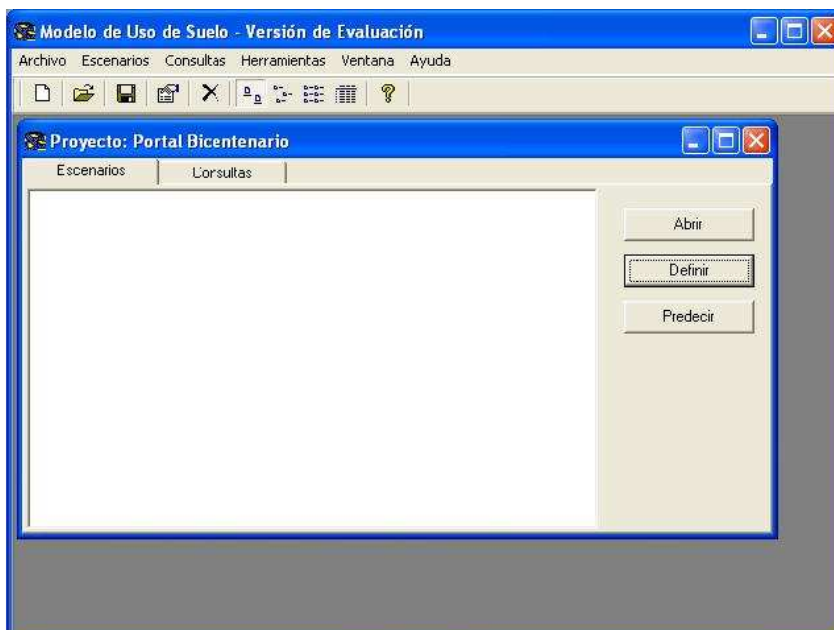 Modelo de Uso de Suelo - Versión de Evaluación
Archivo Escenarios Consultas Herramientas Ventana Ayuda
Proyecto: Portal Bicentenario
Escenarios Consultas
Abrir
Definir
Predecir